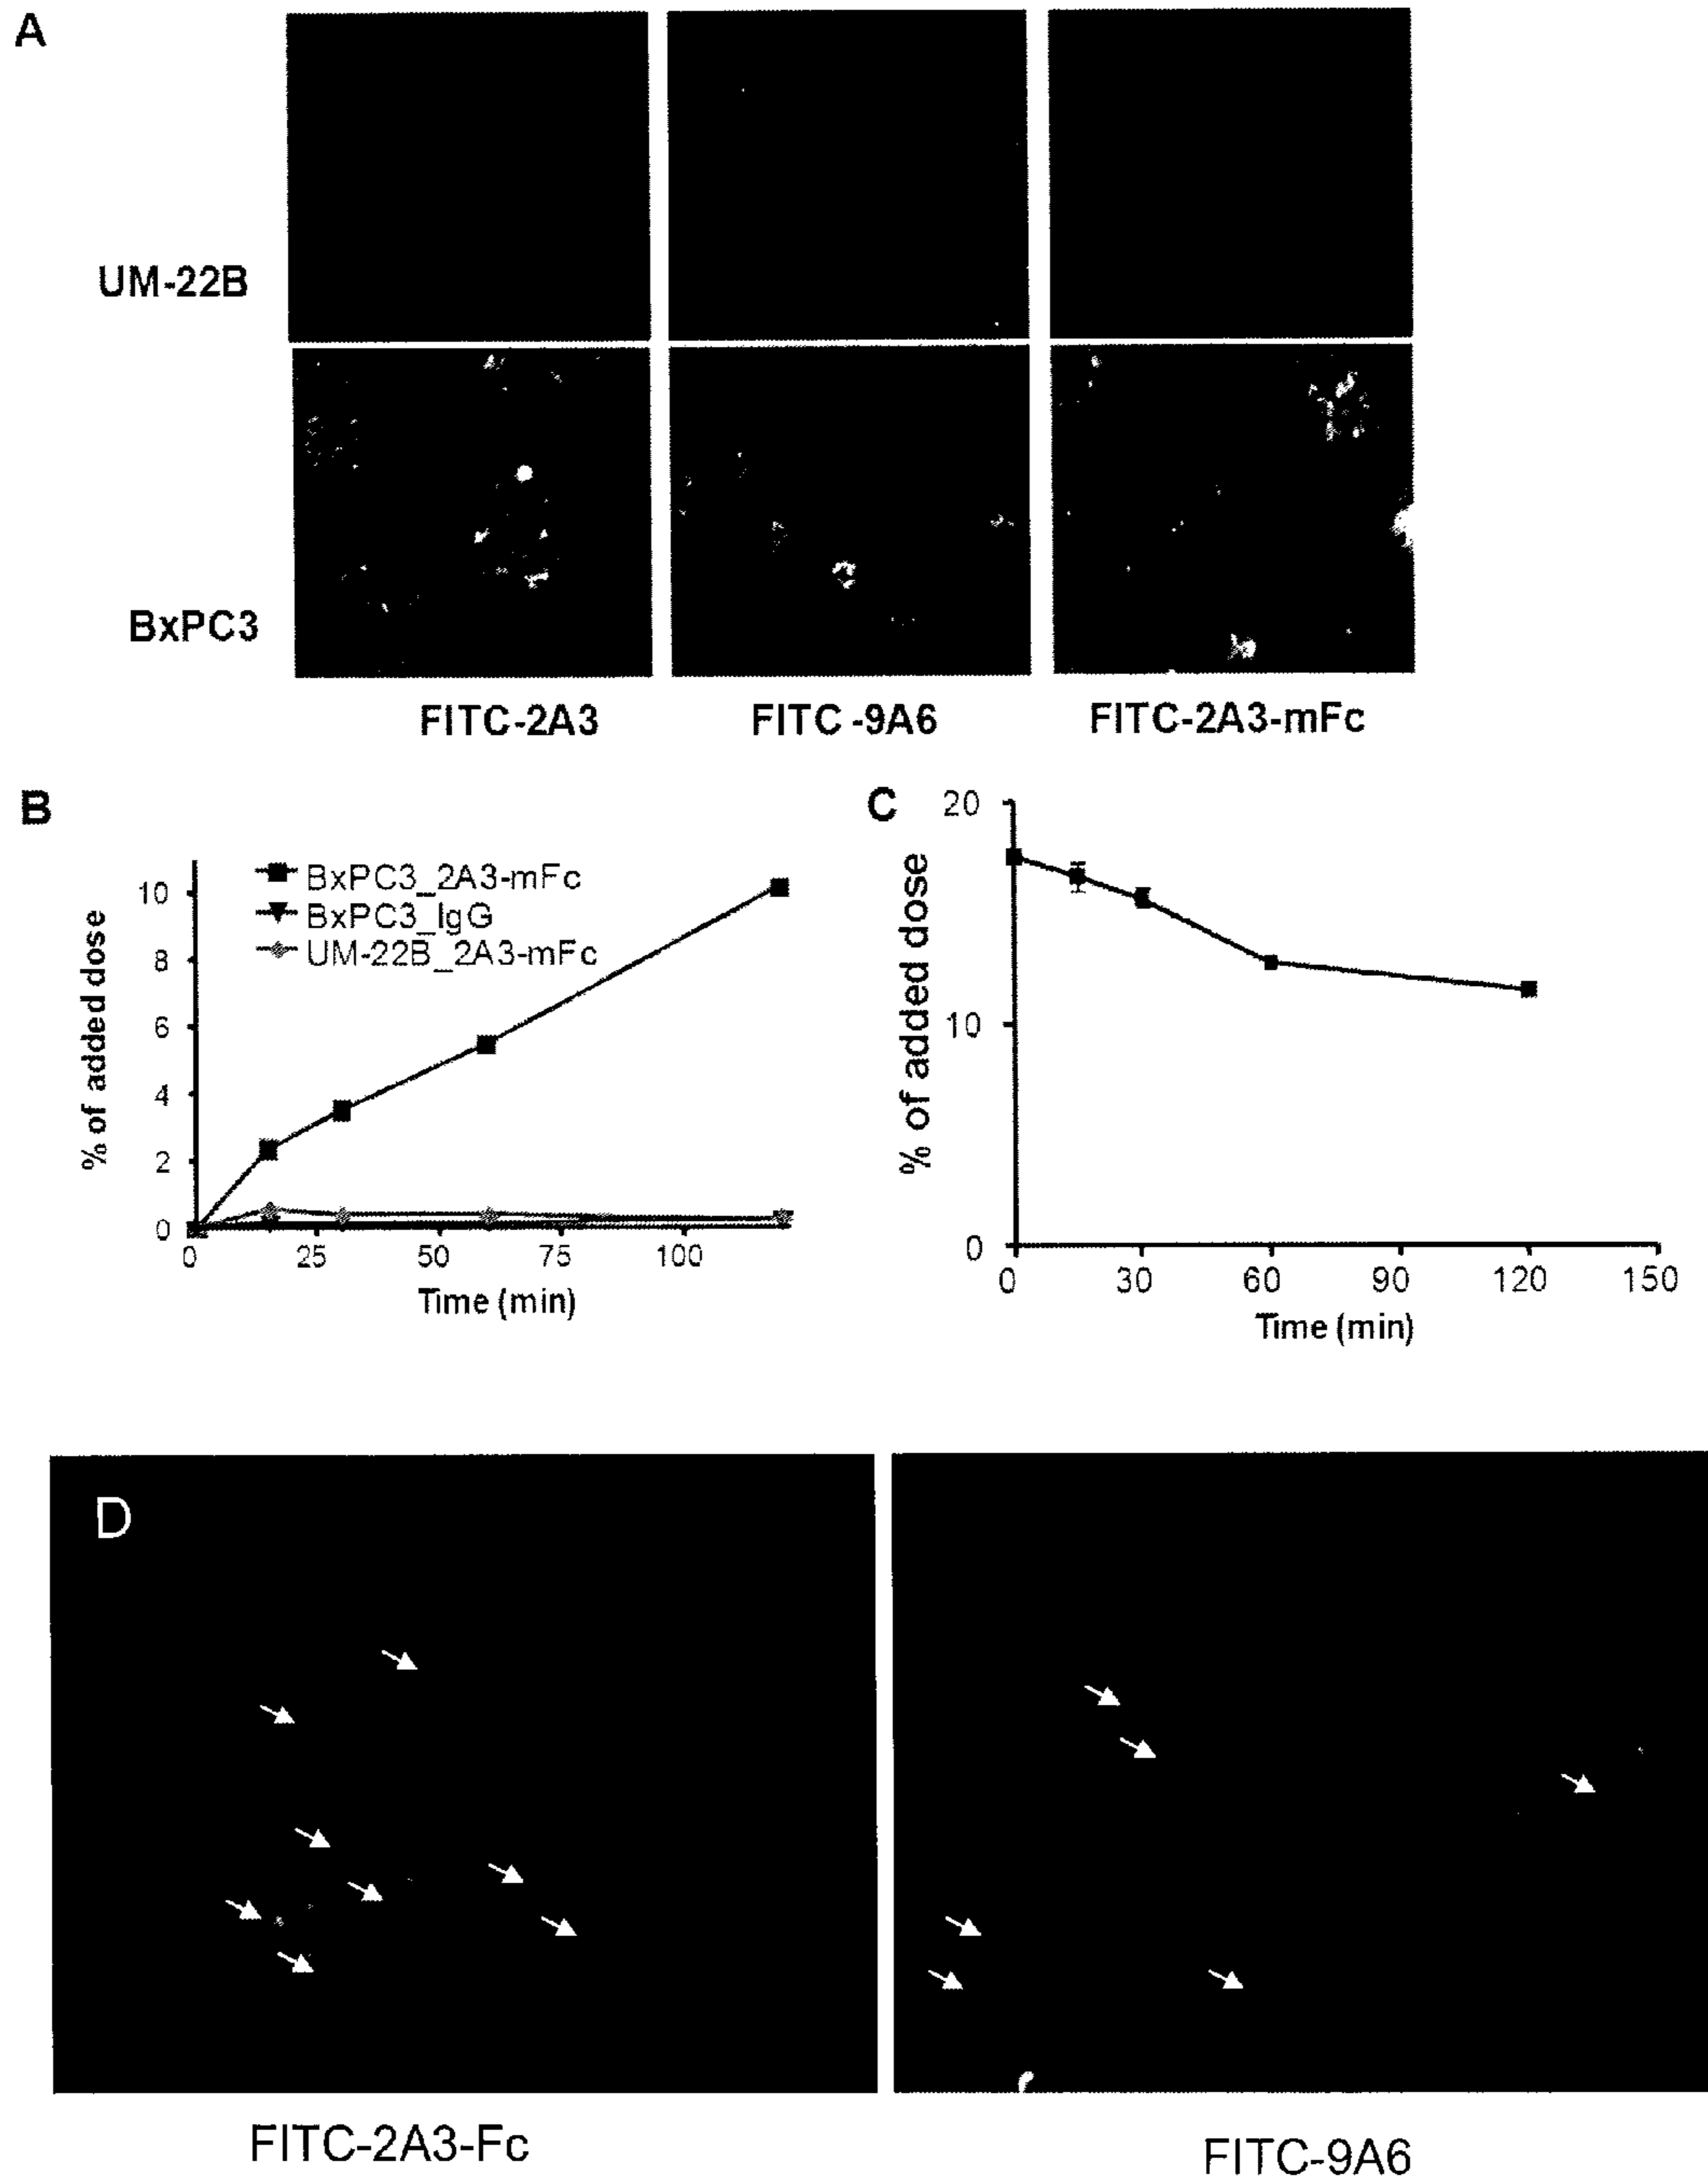 A
UM-22B
BxPC3
FITC-2A3
FITC -9A6
FITC-2A3-mFc
B
BxPC3_2A3-mFc
BxPC3_IgG
UM-22B_2A3-mFc
% of added dose
10
8
6
4
2
0
0 25 50 75 100
Time (min)
C
% of added dose
20
10
0
0 30 60 90 120 150
Time (min)
D
FITC-2A3-Fc
FITC-9A6